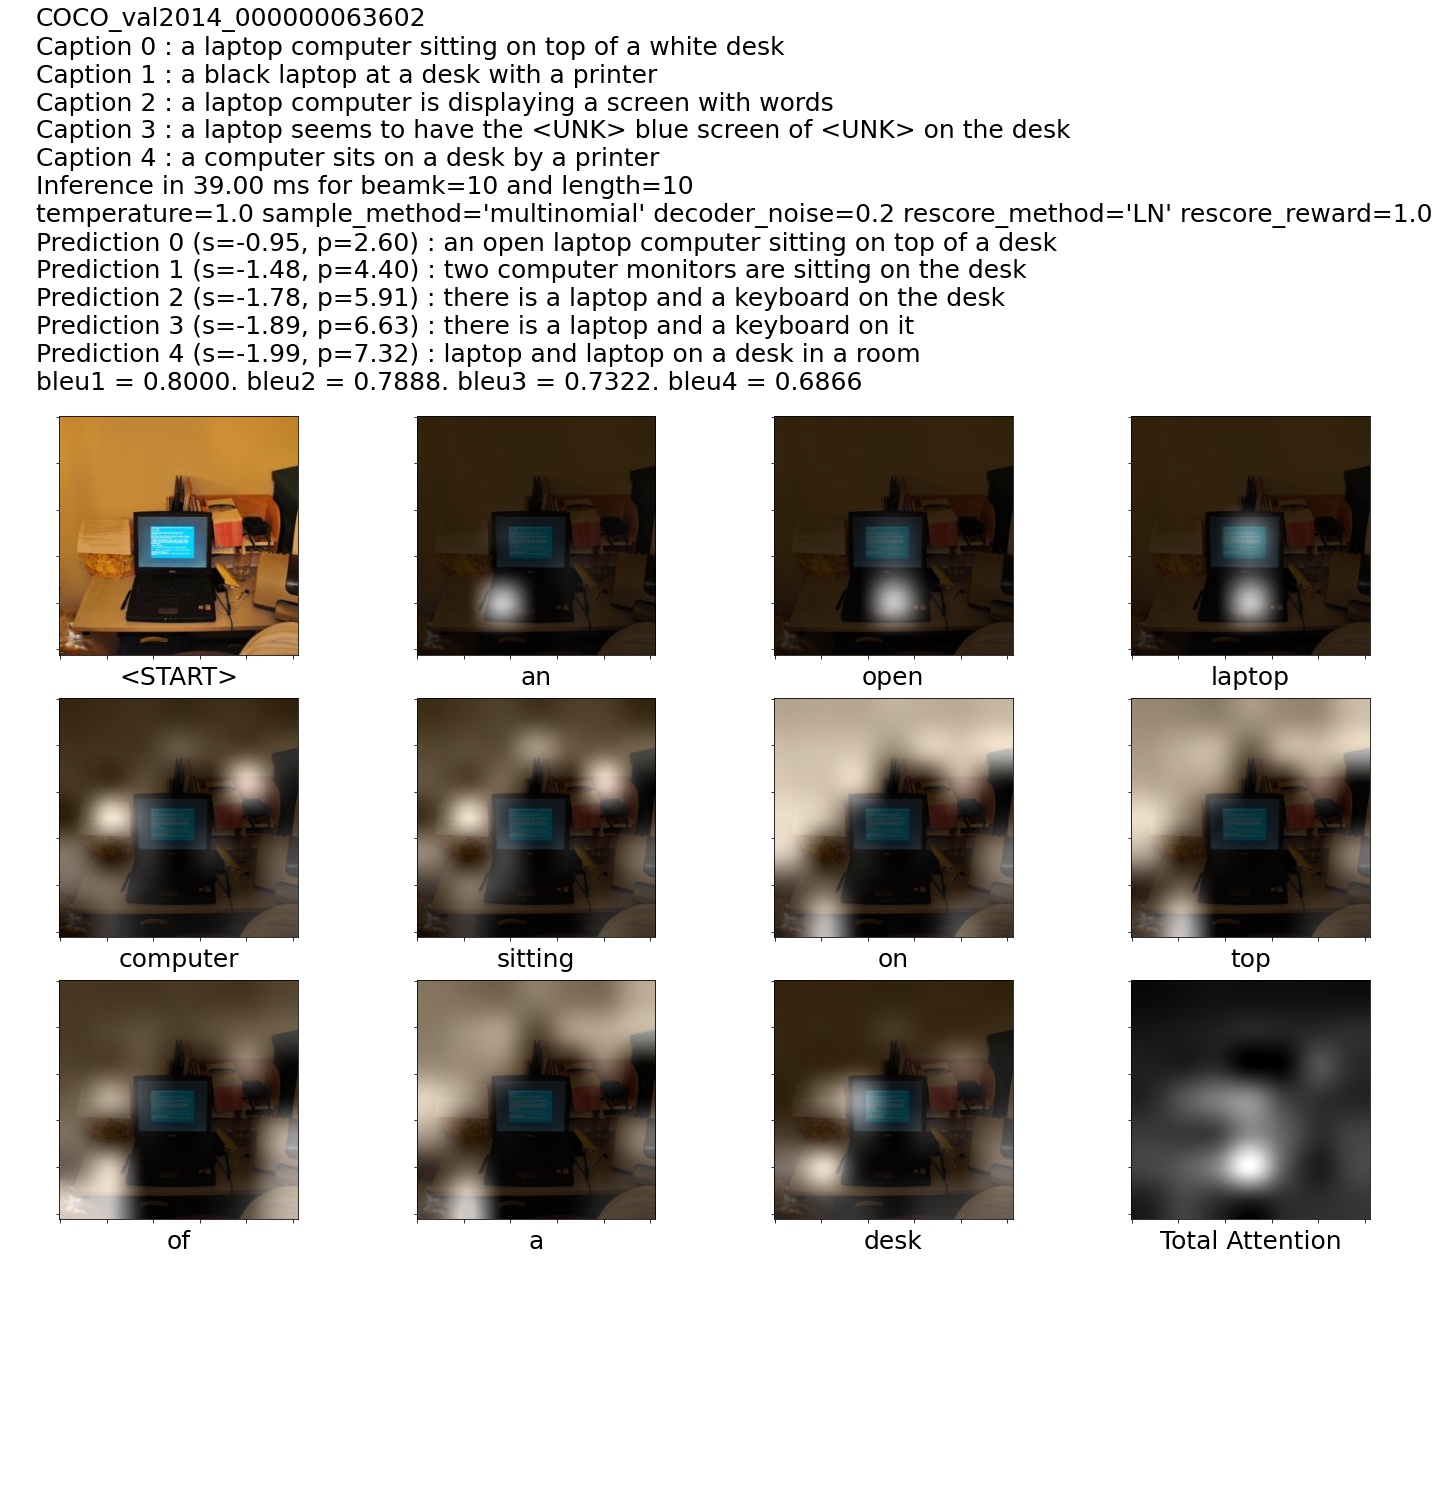 COCO_val2014_000000063602
Caption 0 : a laptop computer sitting on top of a white desk
Caption 1 : a black laptop at a desk with a printer
Caption 2 : a laptop computer is displaying a screen with words
Caption 3 : a laptop seems to have the <UNK> blue screen of <UNK> on the desk
Caption 4 : a computer sits on a desk by a printer
Inference in 39.00 ms for beamk=10 and length=10
temperature=1.0 sample_method='multinomial' decoder_noise=0.2 rescore_method='LN' rescore_reward=1.0
Prediction 0 (s=-0.95, p=2.60) : an open laptop computer sitting on top of a desk
Prediction 1 (s=-1.48, p=4.40) : two computer monitors are sitting on the desk
Prediction 2 (s=-1.78, p=5.91) : there is a laptop and a keyboard on the desk
Prediction 3 (s=-1.89, p=6.63) : there is a laptop and a keyboard on it
Prediction 4 (s=-1.99, p=7.32) : laptop and laptop on a desk in a room
bleu1 = 0.8000. bleu2 = 0.7888. bleu3 = 0.7322. bleu4 = 0.6866
<START>
an
open
laptop
computer
sitting
on
top
of
a
desk
Total Attention